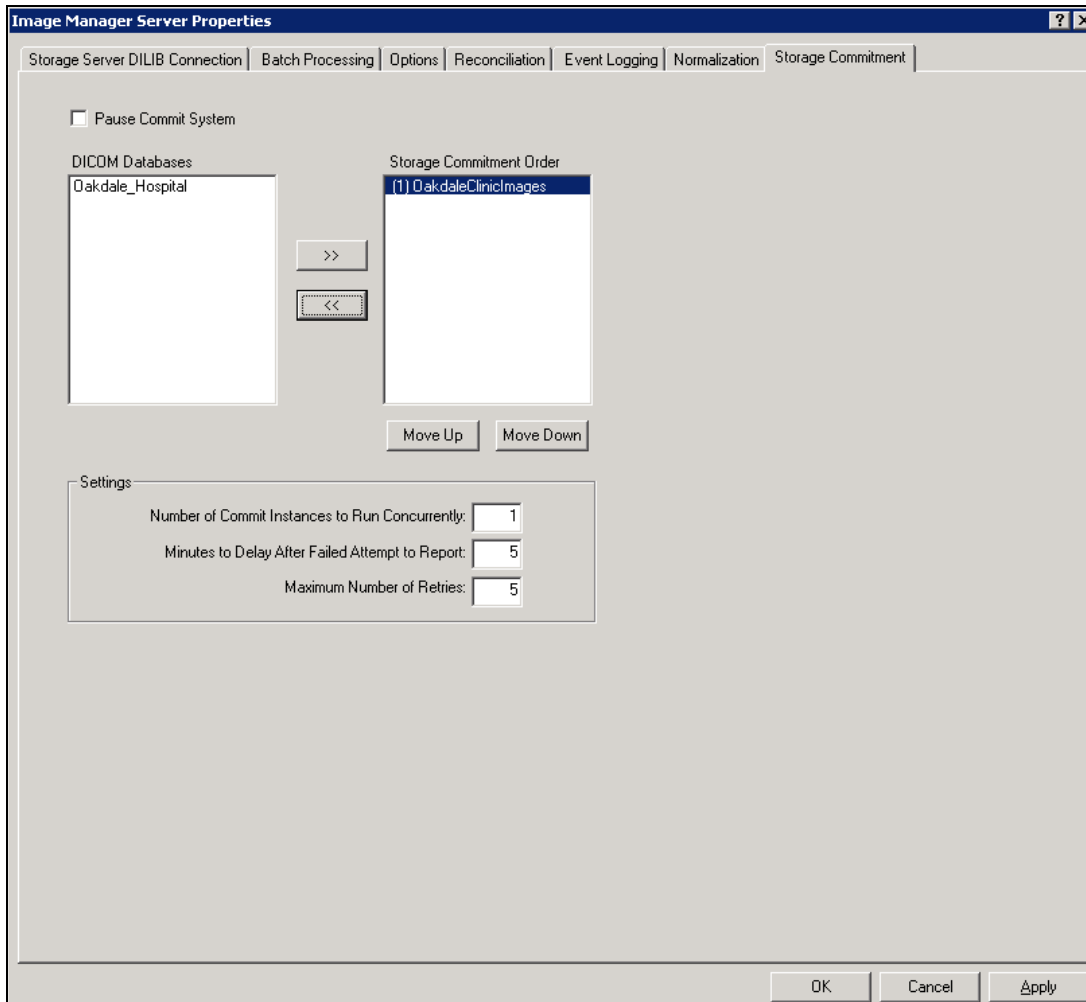 Image Manager Server Properties
Storage Server DILIB Connection Batch Processing Options Reconciliation Event Logging Normalization Storage Commitment
Pause Commit System
DICOM Databases Storage Commitment Order
Oakdale_Hospital (1) OakdaleClinicImages
>>
<<
Move Up Move Down
Settings
Number of Commit Instances to Run Concurrently: 1
Minutes to Delay After Failed Attempt to Report: 5
Maximum Number of Retries: 5
OK Cancel Apply